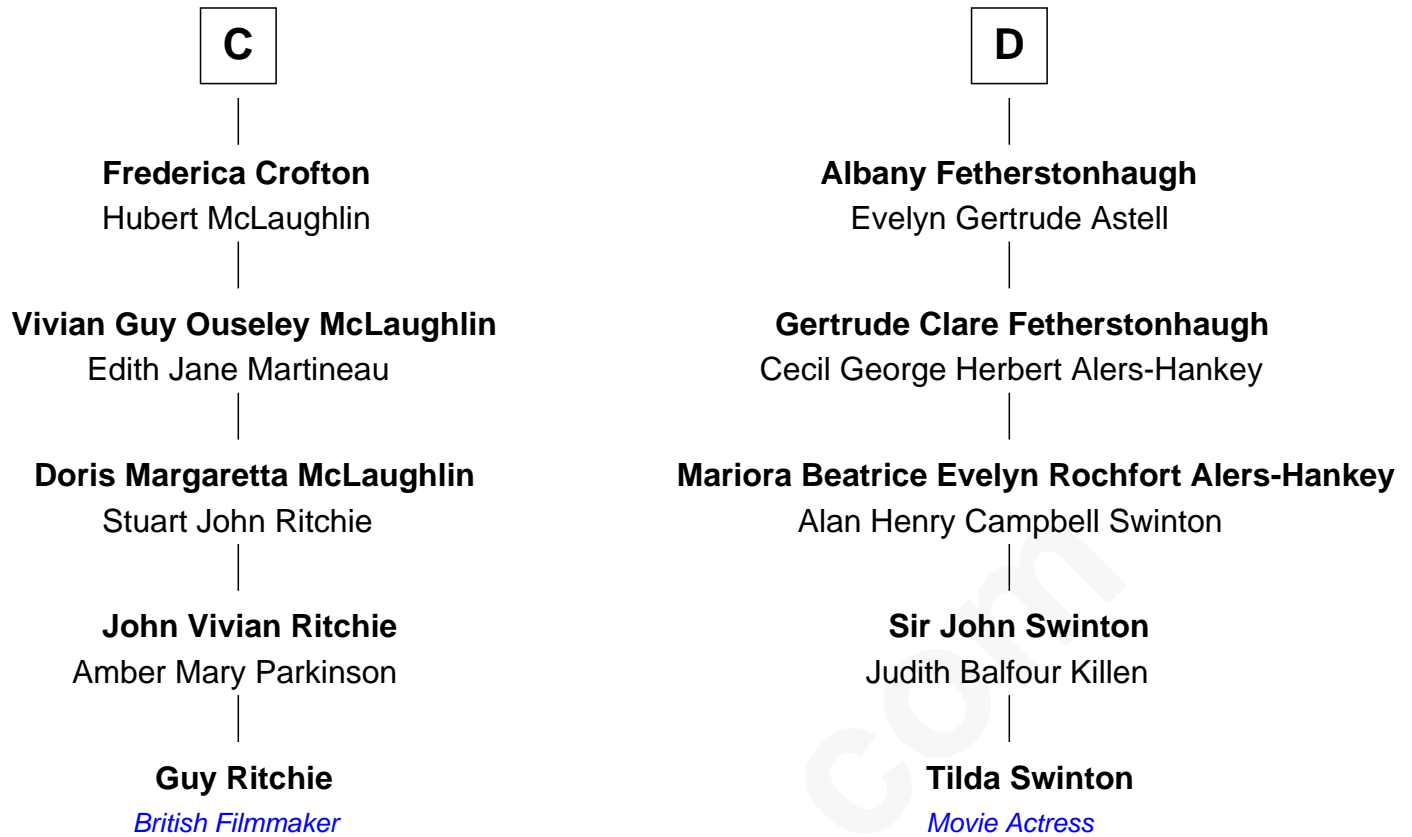 C
Frederica Crofton
Hubert McLaughlin
Vivian Guy Ouseley McLaughlin
Edith Jane Martineau
Doris Margaretta McLaughlin
Stuart John Ritchie
John Vivian Ritchie
Amber Mary Parkinson
Guy Ritchie
British Filmmaker
D
Albany Fetherstonhaugh
Evelyn Gertrude Astell
Gertrude Clare Fetherstonhaugh
Cecil George Herbert Alers-Hankey
Mariora Beatrice Evelyn Rochfort Alers-Hankey
Alan Henry Campbell Swinton
Sir John Swinton
Judith Balfour Killen
Tilda Swinton
Movie Actress
com